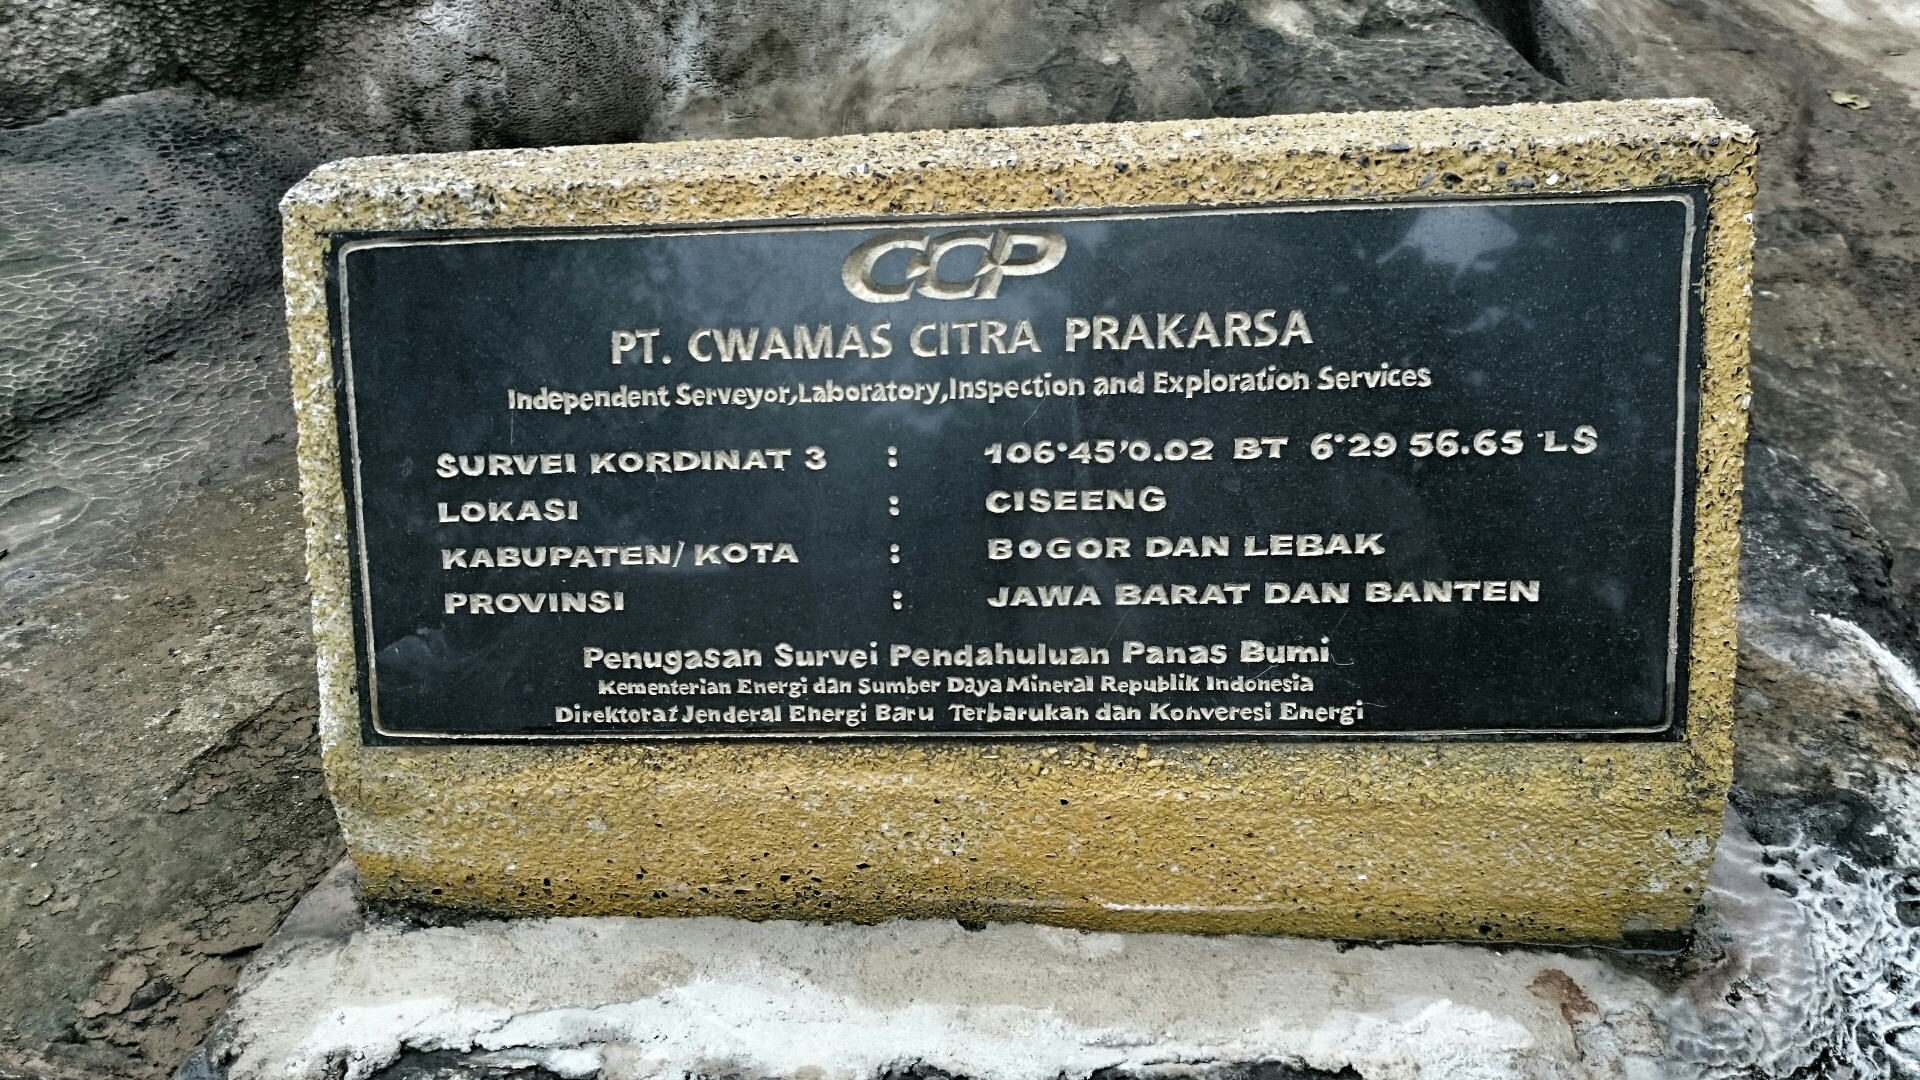 CCP
PT. CWAMAS CITRA PRAKARSA
Independent Serveyor,Laboratory,Inspection and Exploration Services
SURVEI KORDINAT 3 : 106°45'0.02 BT 6°29 56.65 LS
LOKASI : CISEENG
KABUPATEN/ KOTA : BOGOR DAN LEBAK
PROVINSI : JAWA BARAT DAN BANTEN
Penugasan Survei Pendahuluan Panas Bumi
Kementerian Energi dan Sumber Daya Mineral Republik Indonesia
Direktorat Jenderal Energi Baru Terbarukan dan Konveresi Energi